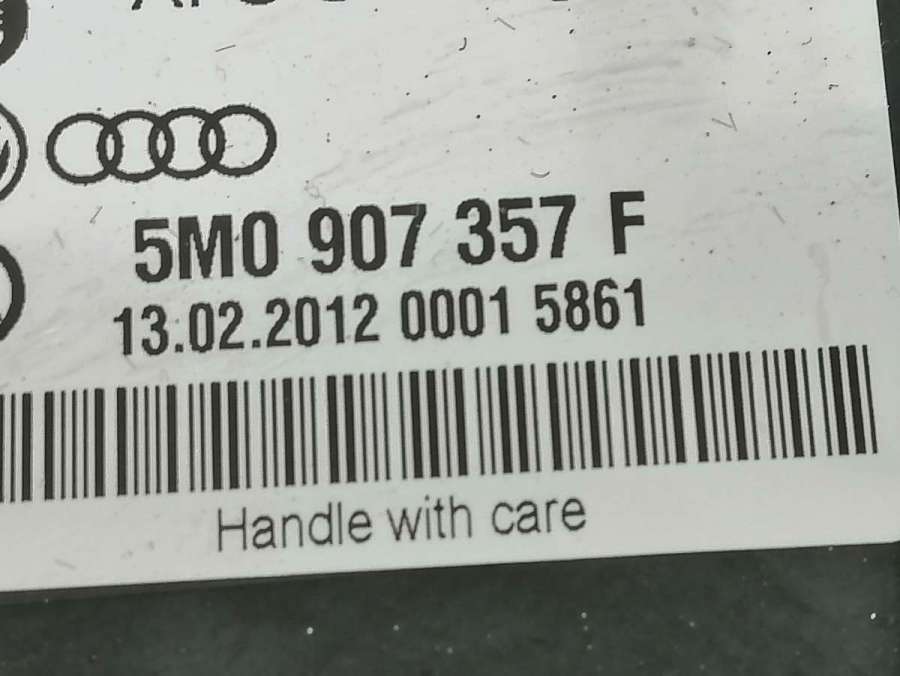 5M0 907 357 F
13.02.2012 0001 5861
Handle with care